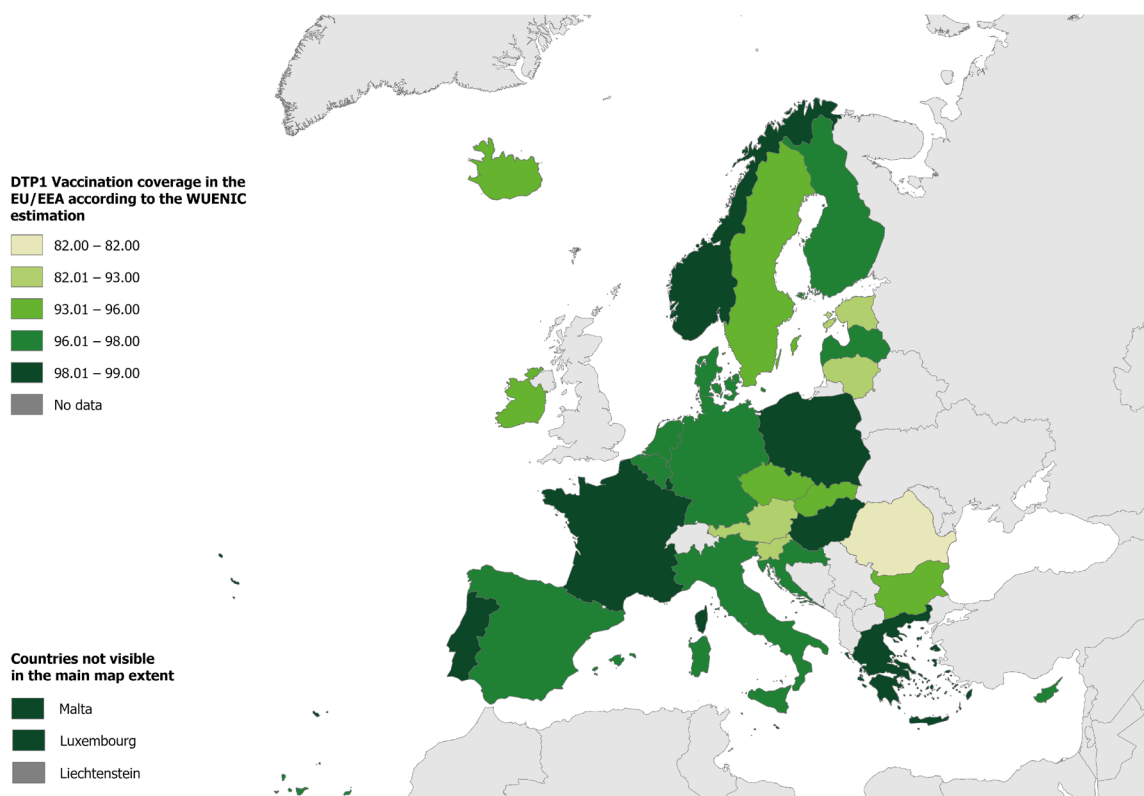 DTP1 Vaccination coverage in the
EU/EEA according to the WUENIC
estimation
82.00 – 82.00
82.01 – 93.00
93.01 – 96.00
96.01 – 98.00
98.01 – 99.00
No data
Countries not visible
in the main map extent
Malta
Luxembourg
Liechtenstein